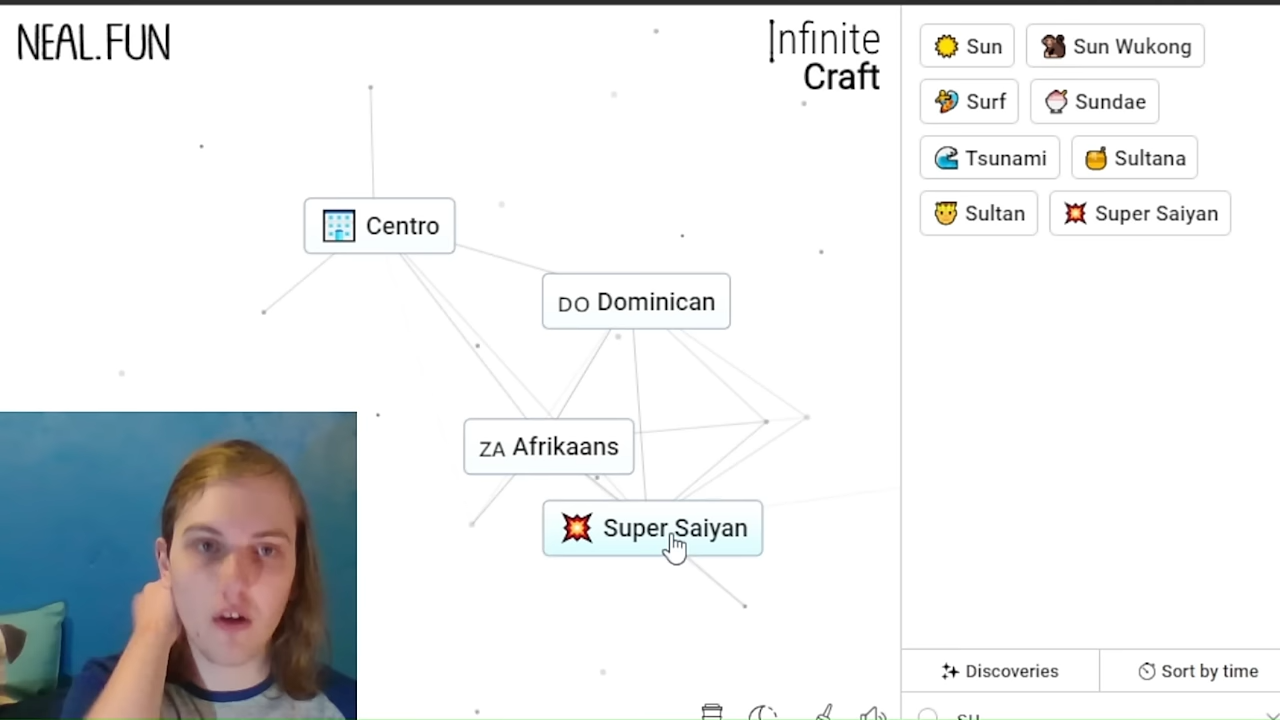 NEAL.FUN
Infinite
Craft
Centro
DO Dominican
ZA Afrikaans
Super Saiyan
Sun
Sun Wukong
Surf
Sundae
Tsunami
Sultana
Sultan
Super Saiyan
Discoveries
Sort by time
su